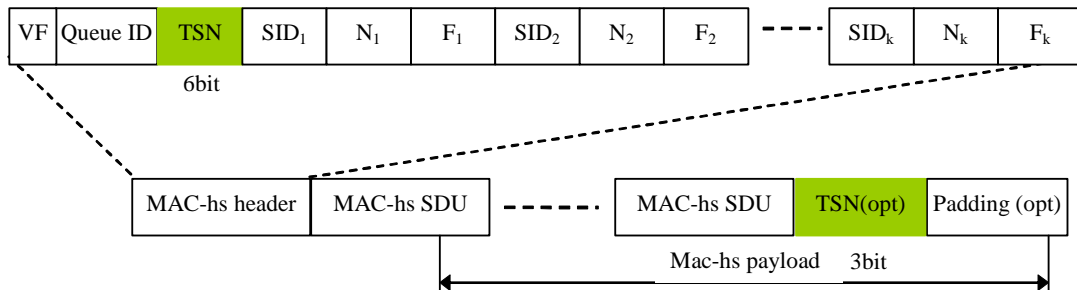 VF Queue ID TSN SID₁ N₁ F₁ SID₂ N₂ F₂ SIDₖ Nₖ Fₖ
6bit
MAC-hs header MAC-hs SDU MAC-hs SDU TSN(opt) Padding (opt)
Mac-hs payload 3bit